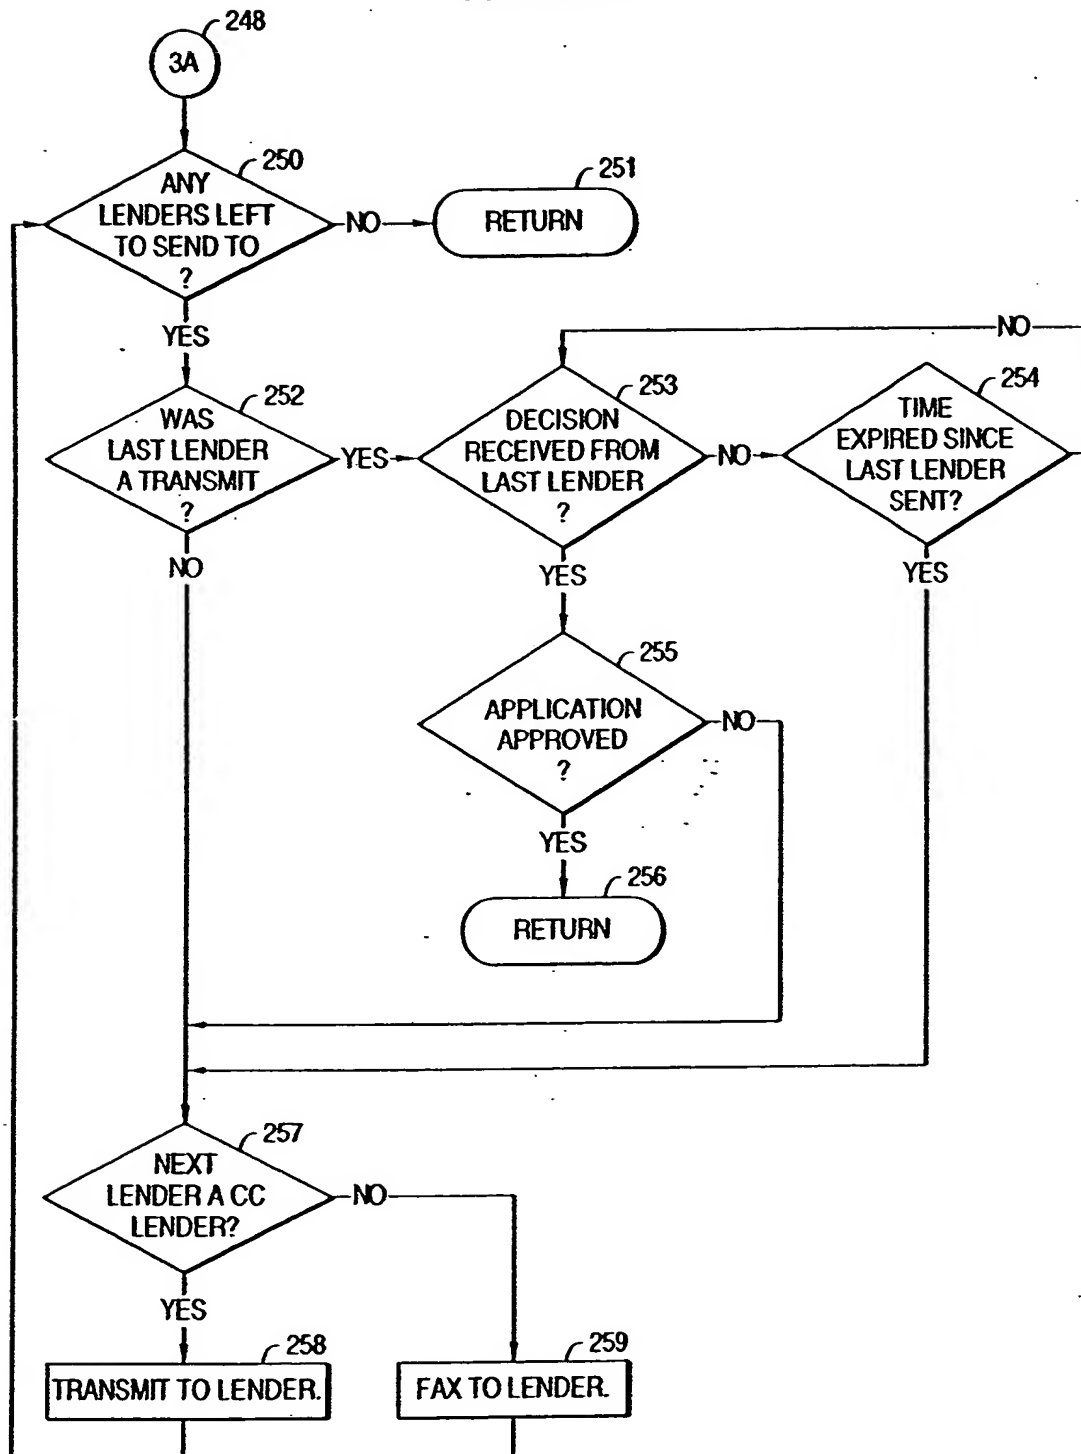 248
3A
250
ANY
LENDERS LEFT
TO SEND TO
?
NO
251
RETURN
YES
252
WAS
LAST LENDER
A TRANSMIT
?
YES
NO
253
DECISION
RECEIVED FROM
LAST LENDER
?
NO
NO
254
TIME
EXPIRED SINCE
LAST LENDER
SENT?
YES
YES
255
APPLICATION
APPROVED
?
NO
YES
256
RETURN
257
NEXT
LENDER A CC
LENDER?
NO
YES
258
TRANSMIT TO LENDER.
259
FAX TO LENDER.